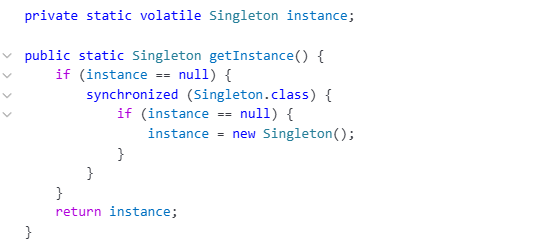 private static volatile Singleton instance;

public static Singleton getInstance() {
    if (instance == null) {
        synchronized (Singleton.class) {
            if (instance == null) {
                instance = new Singleton();
            }
        }
    }
    return instance;
}